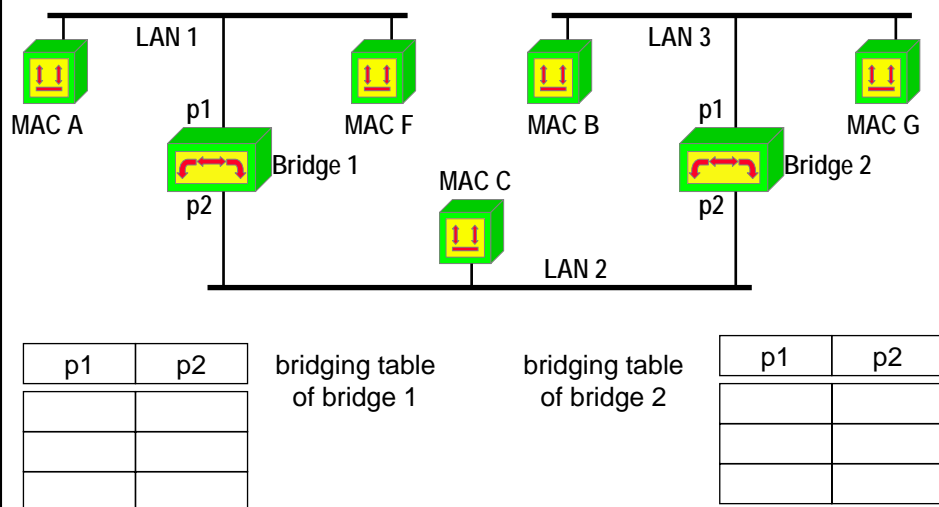 LAN 1
LAN 3
MAC A
p1
MAC F
MAC B
p1
MAC G
Bridge 1
Bridge 2
p2
MAC C
p2
LAN 2
p1 p2
bridging table
of bridge 1
bridging table
of bridge 2
p1 p2